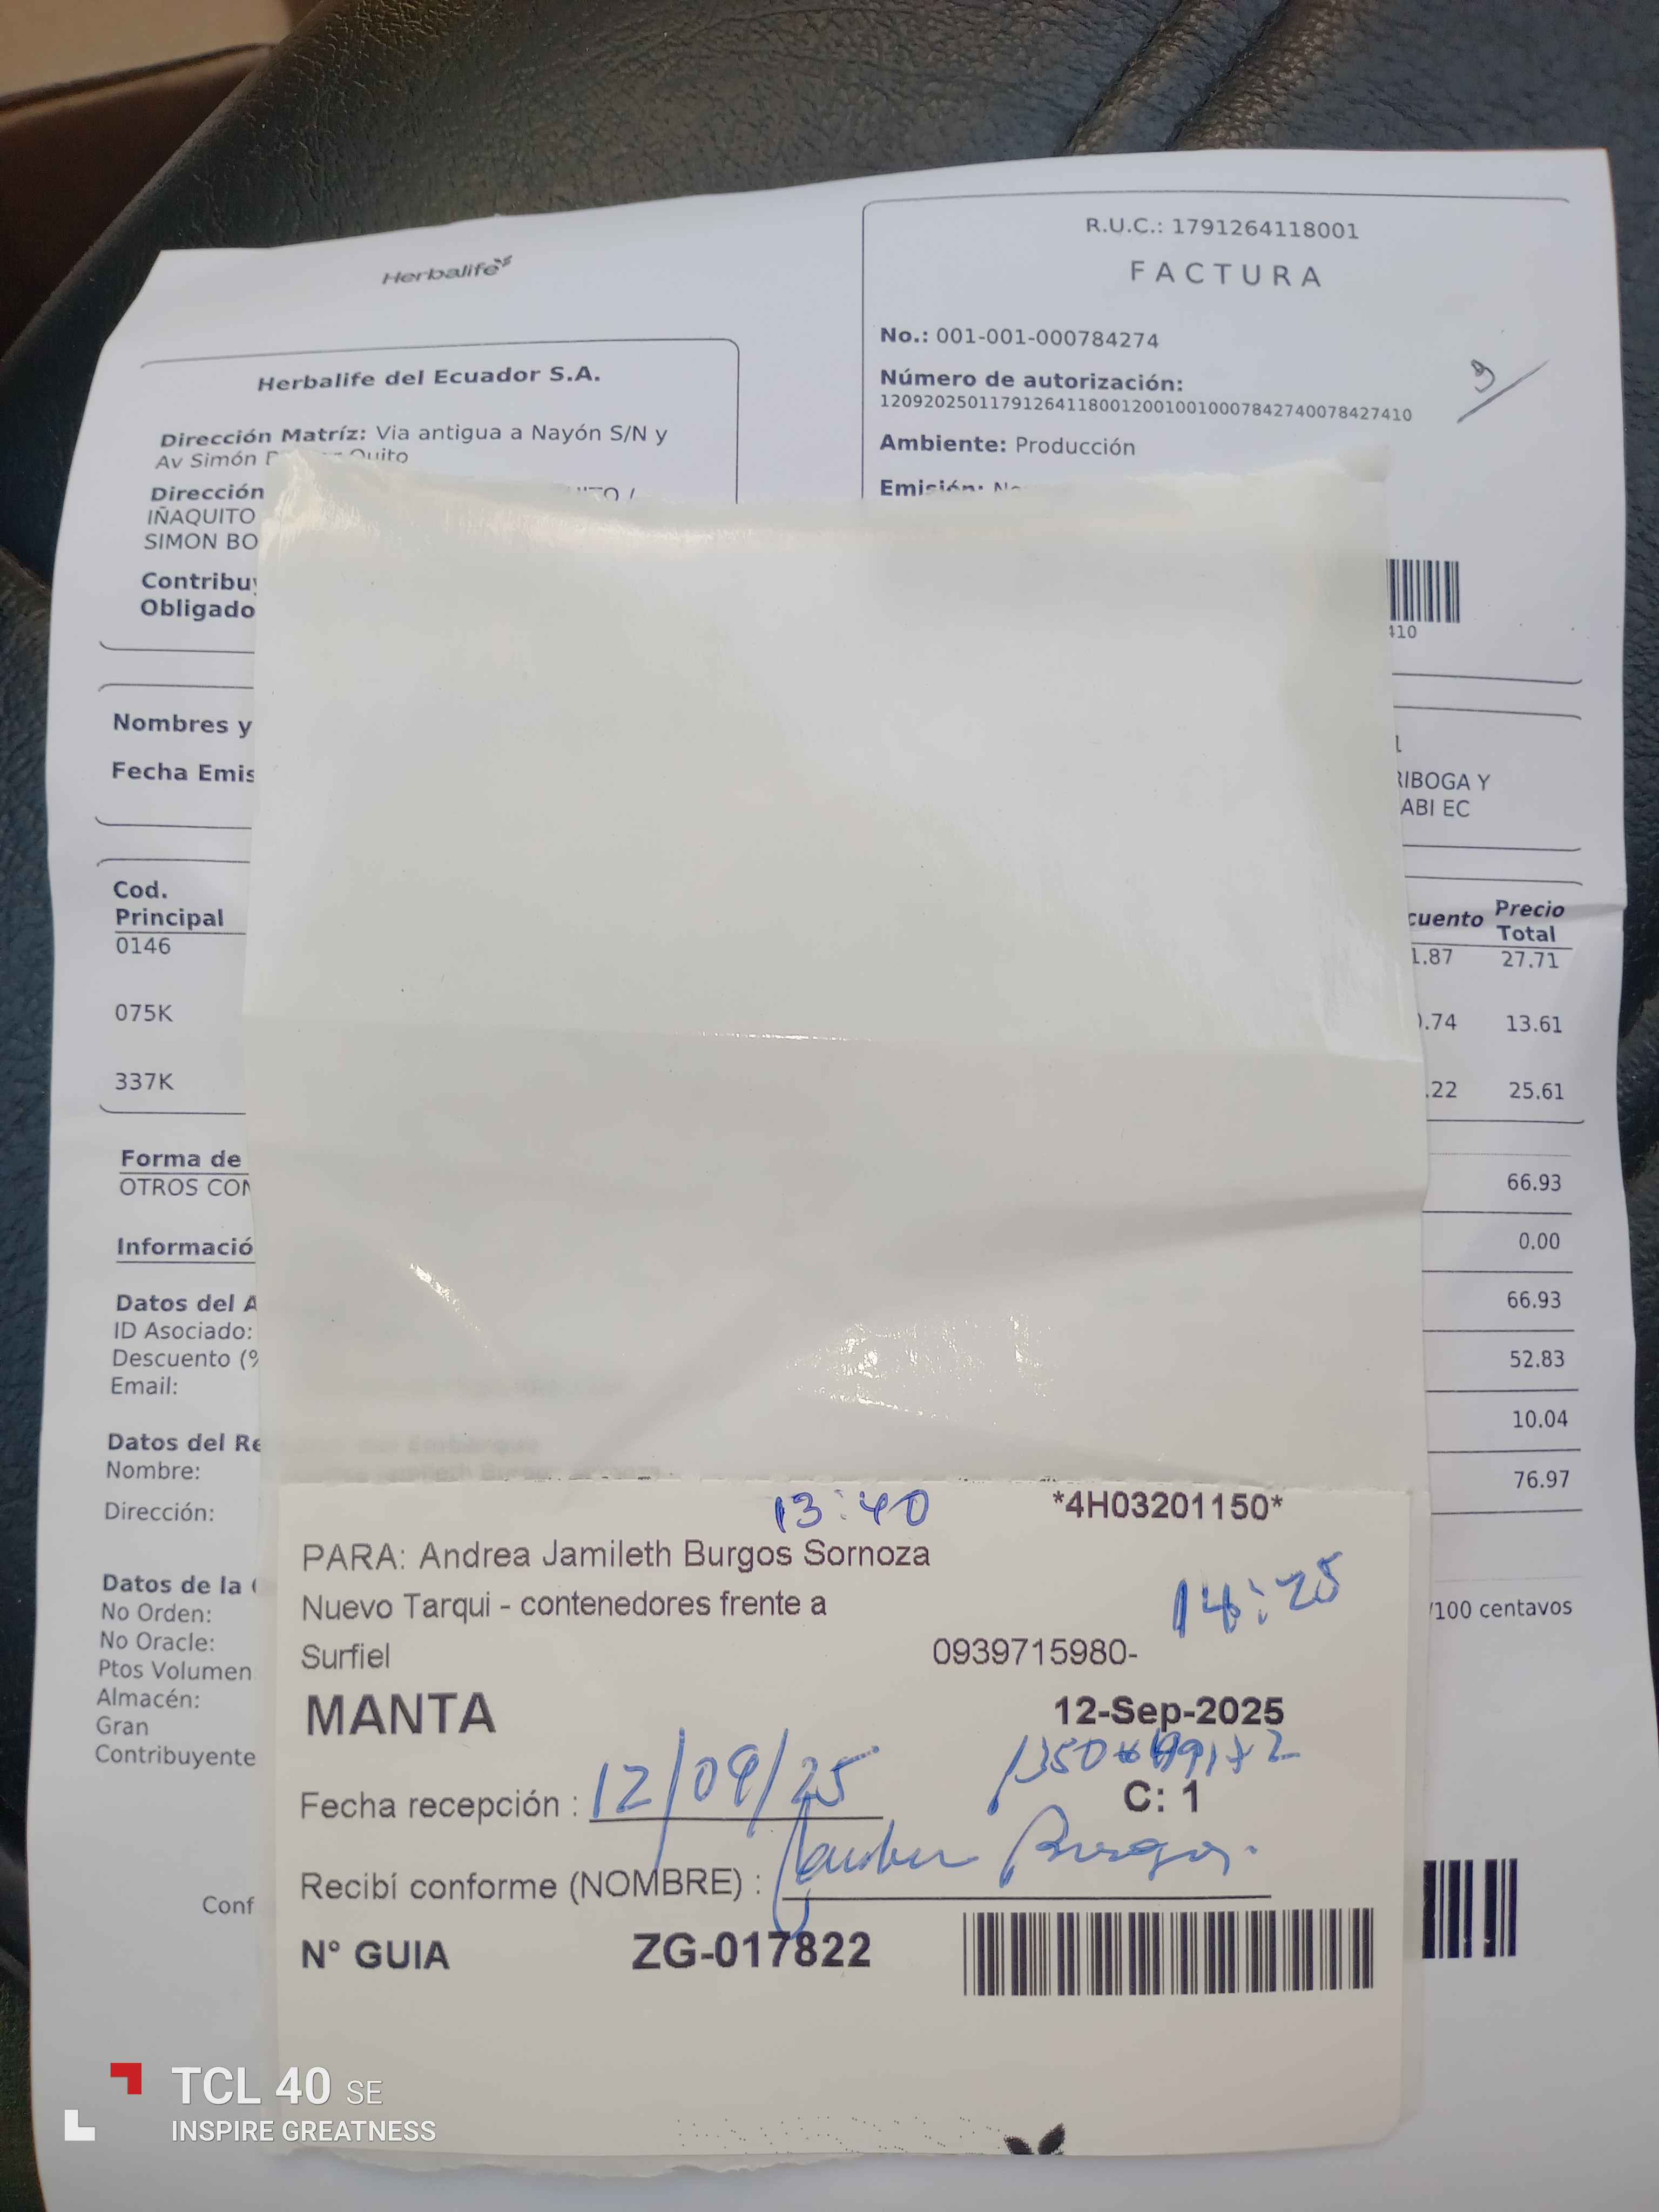 Herbalife
Herbalife del Ecuador S.A.
Dirección Matríz: Via antigua a Nayón S/N y
Av Simón Quito
Dirección
IÑAQUITO
SIMON BO
Contribuy
Obligado
R.U.C.: 1791264118001
FACTURA
No.: 001-001-000784274
Número de autorización:
1209202501179126411800120010010007842740078427410
Ambiente: Producción
Emisión:
9
410
Nombres y
Fecha Emis
RIBOGA Y
ABI EC
Cod.
Principal
cuento Precio
Total
0146 1.87 27.71
075K .74 13.61
337K .22 25.61
Forma de
OTROS CON
Informació
Datos del A
ID Asociado:
Descuento (%
Email:
Datos del Re
Nombre:
Dirección:
Datos de la
No Orden:
No Oracle:
Ptos Volumen
Almacén:
Gran
Contribuyente
Conf
66.93
0.00
66.93
52.83
10.04
76.97
/100 centavos
13:40
*4H03201150*
PARA: Andrea Jamileth Burgos Sornoza
14:25
Nuevo Tarqui - contenedores frente a
Surfiel
0939715980-
MANTA
12-Sep-2025
Fecha recepción : 12/09/25
C: 1
Recibí conforme (NOMBRE) : Burgos.
N° GUIA ZG-017822
TCL 40 SE
INSPIRE GREATNESS